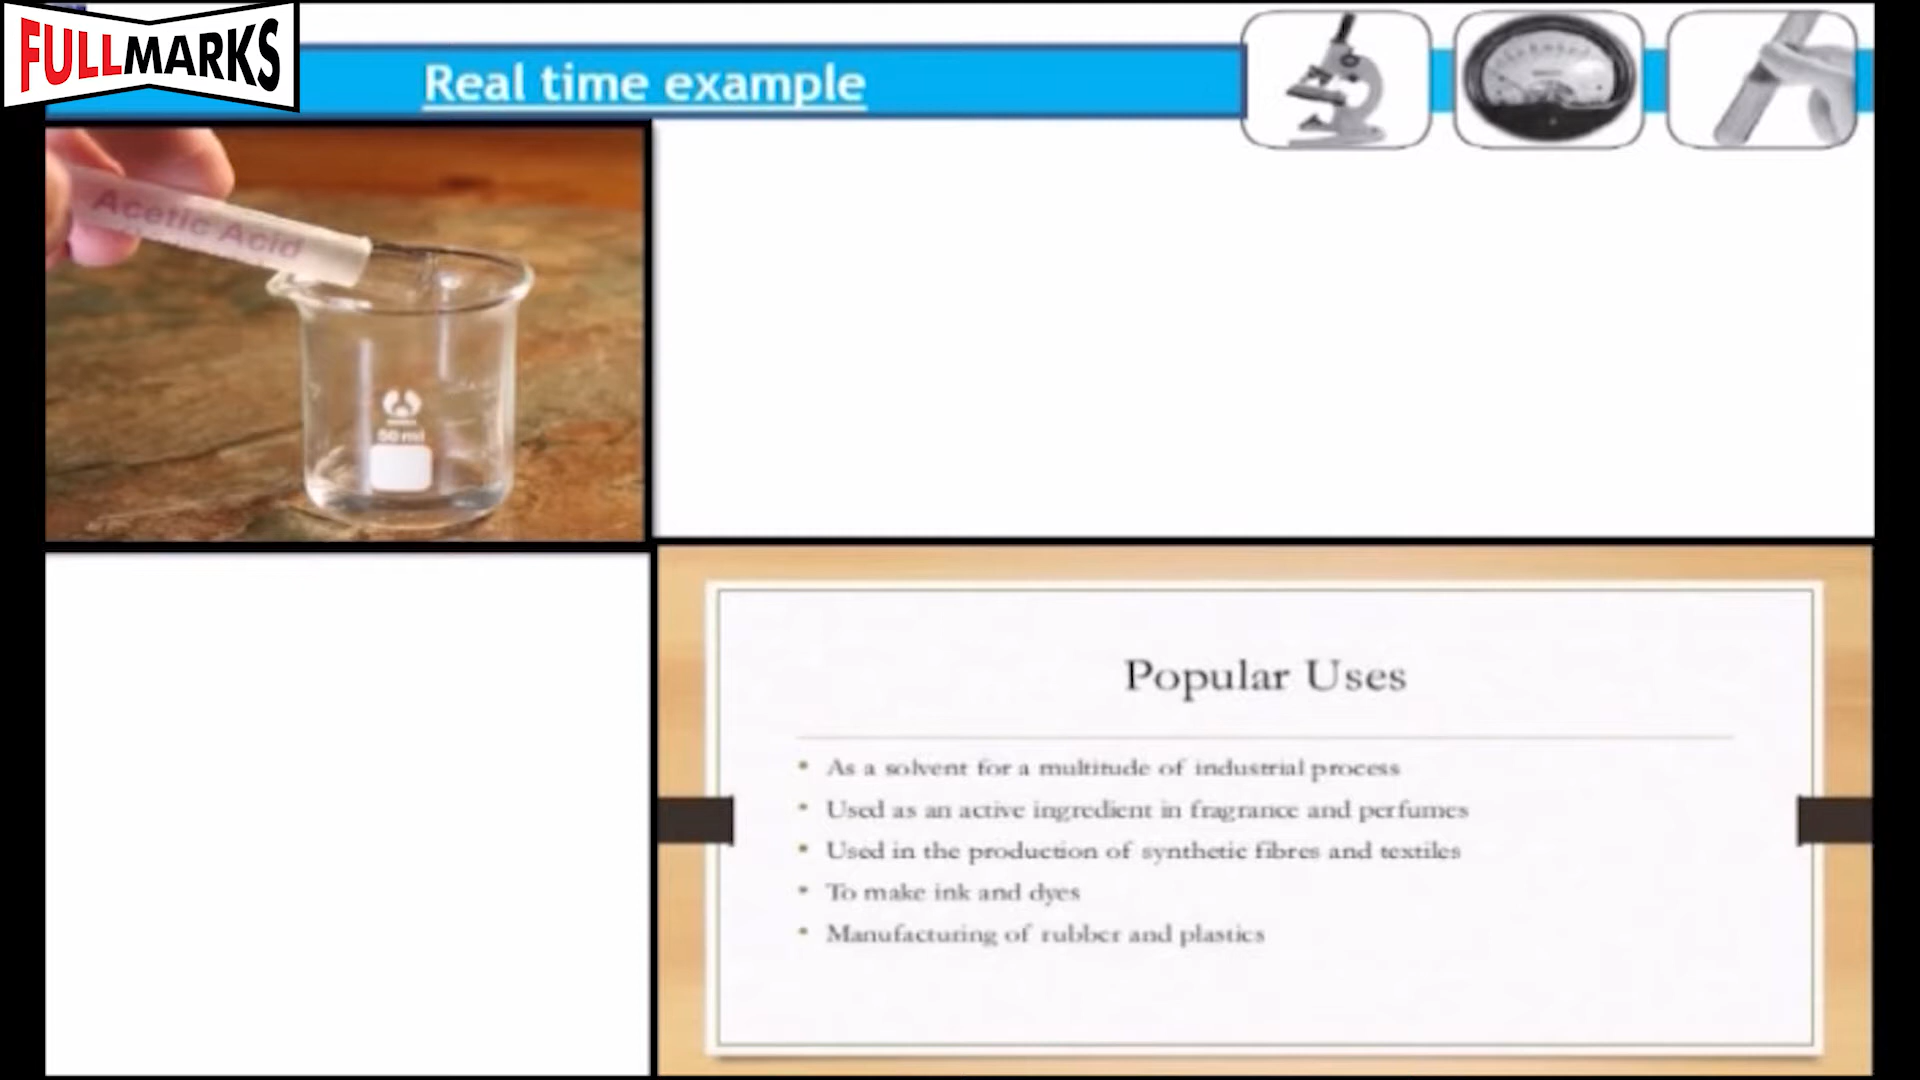 FULLMARKS
Real time example
Acetic Acid
50 ml
Popular Uses
• As a solvent for a multitude of industrial process
• Used as an active ingredient in fragrance and perfumes
• Used in the production of synthetic fibres and textiles
• To make ink and dyes
• Manufacturing of rubber and plastics